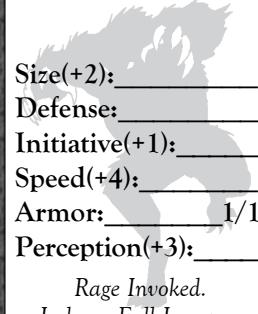 Size(+2):
Defense:
Initiative(+1):
Speed(+4):
Armor: 1/1
Perception(+3):
Rage Invoked.